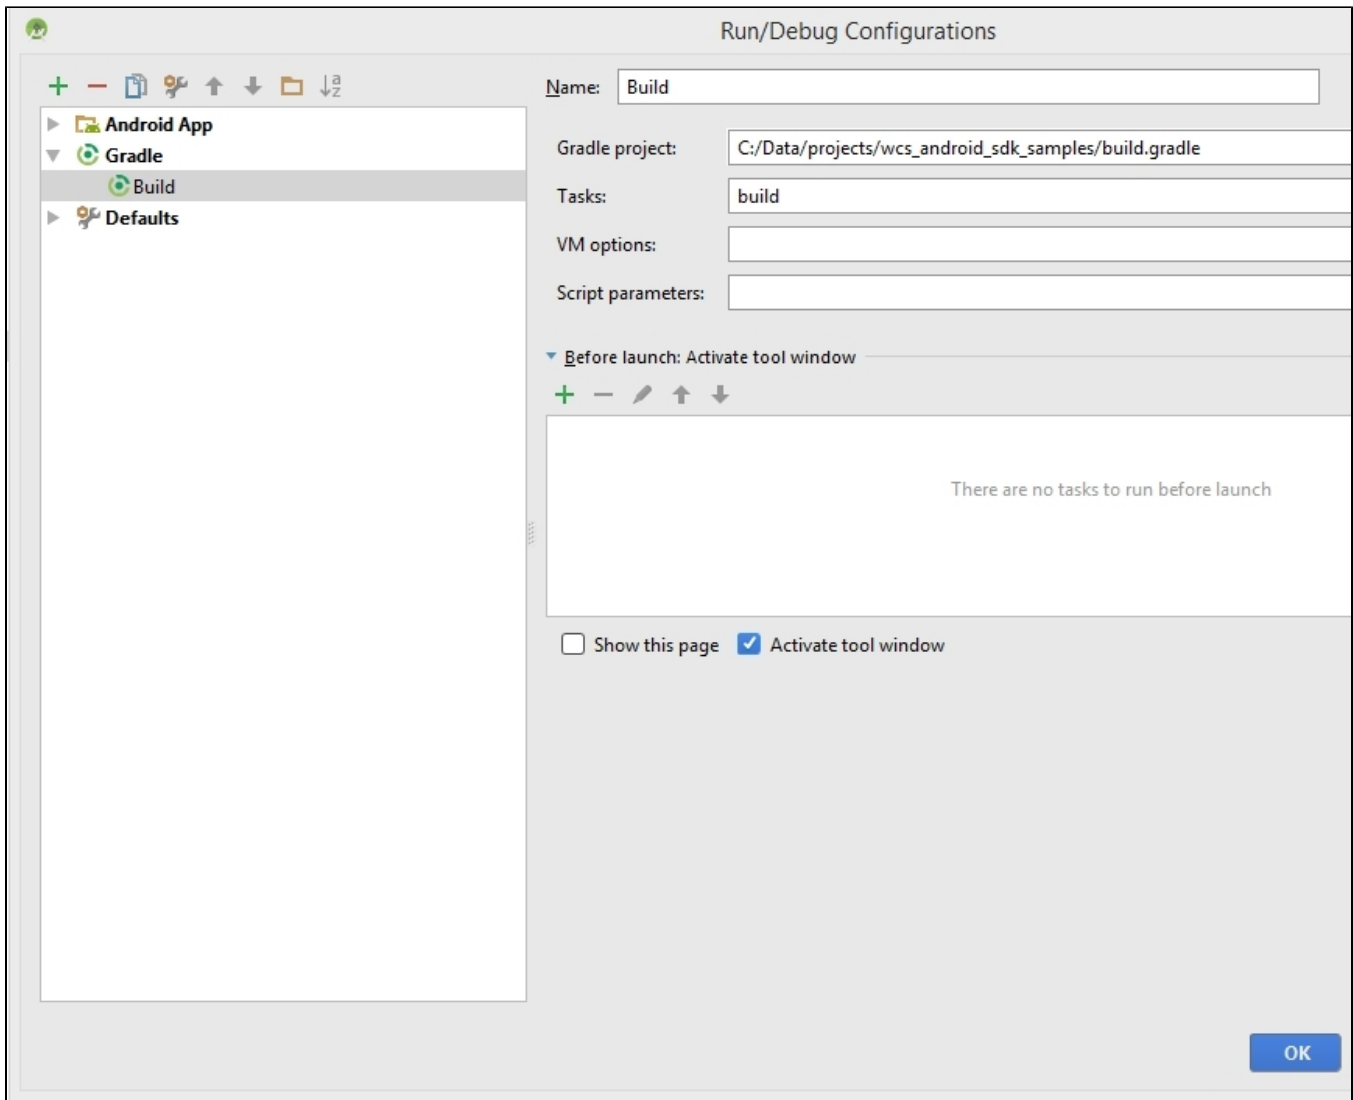 Run/Debug Configurations
Name: Build
Android App
Gradle
Build
Defaults
Gradle project: C:/Data/projects/wcs_android_sdk_samples/build.gradle
Tasks: build
VM options:
Script parameters:
Before launch: Activate tool window
There are no tasks to run before launch
Show this page Activate tool window
OK